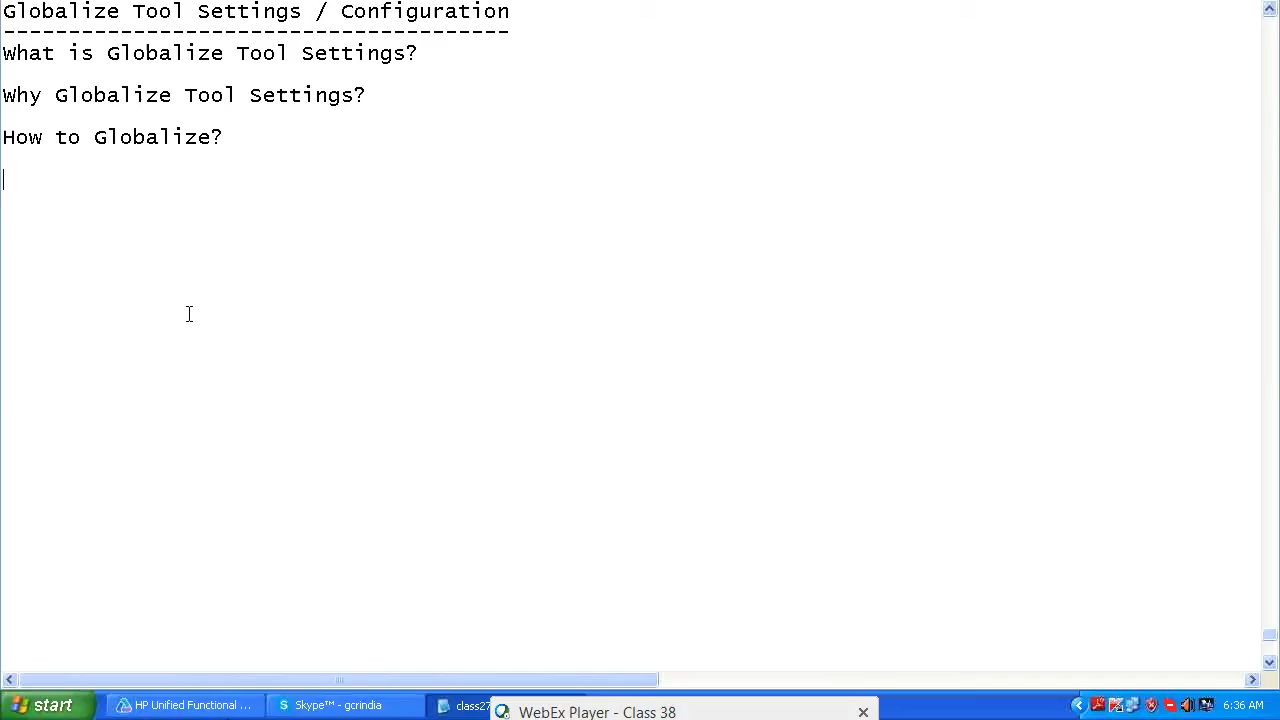 Globalize Tool Settings / Configuration
---------------------------------------
What is Globalize Tool Settings?
Why Globalize Tool Settings?
How to Globalize?
start
HP Unified Functional ...
Skype™ - gcrindia
class27
WebEx Player - Class 38
6:36 AM